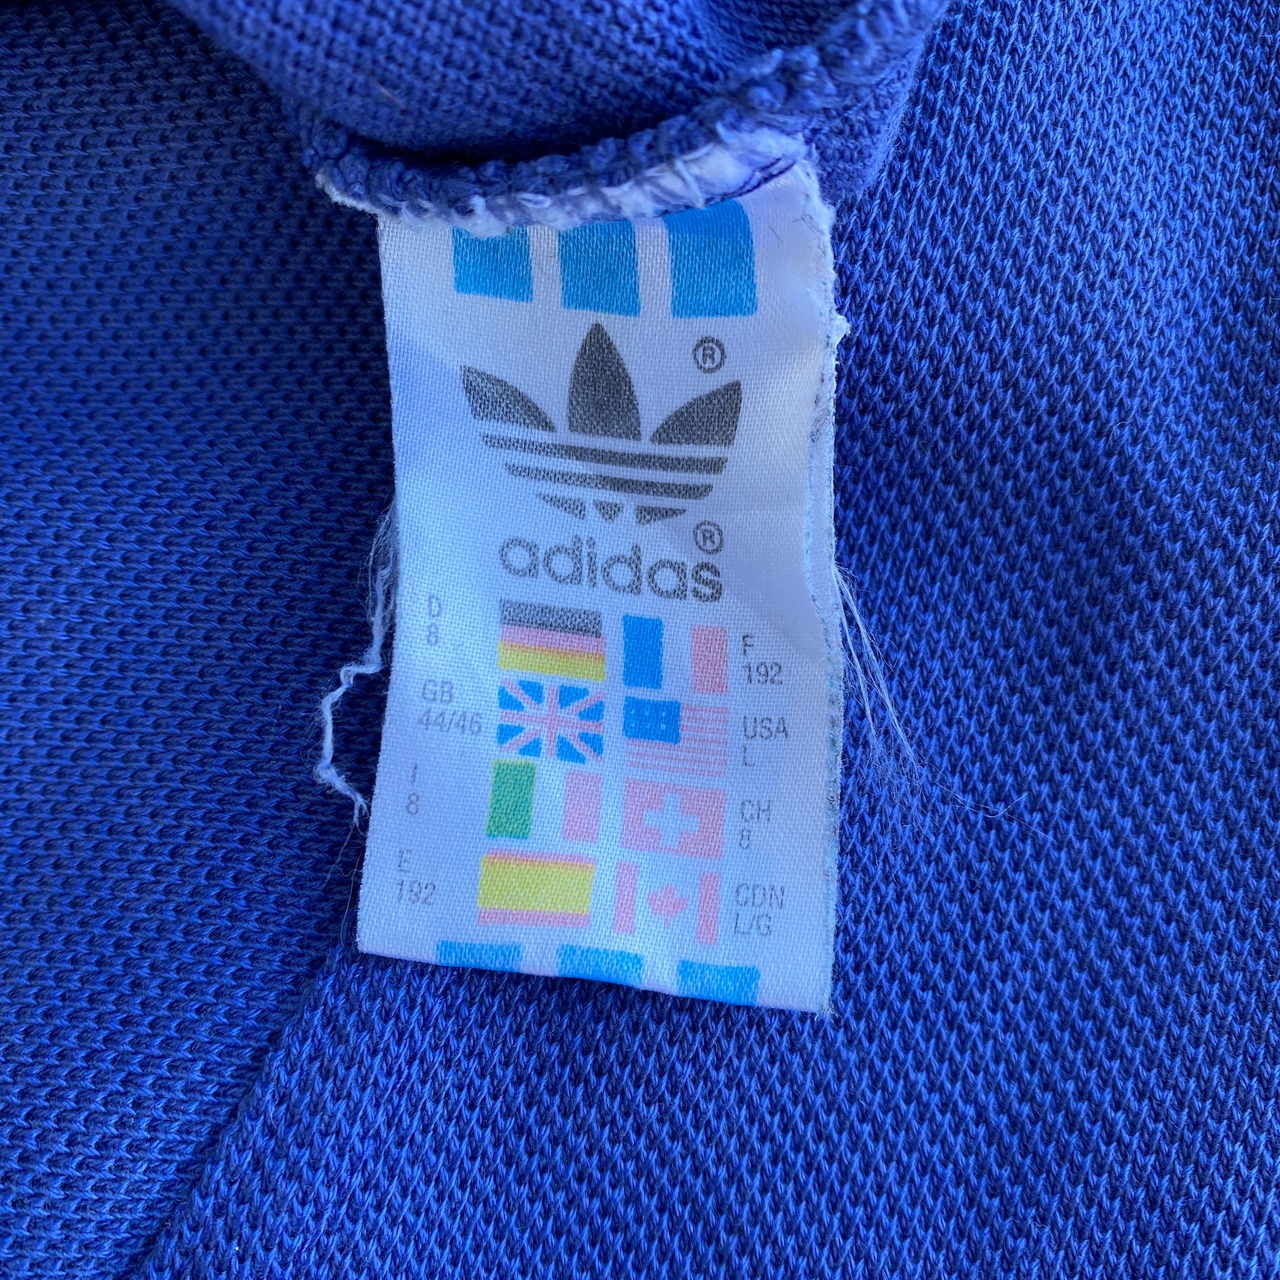 ®
adidas®
D
8
F
192
GB
44/46
USA
L
I
8
CH
8
E
192
CDN
L/G